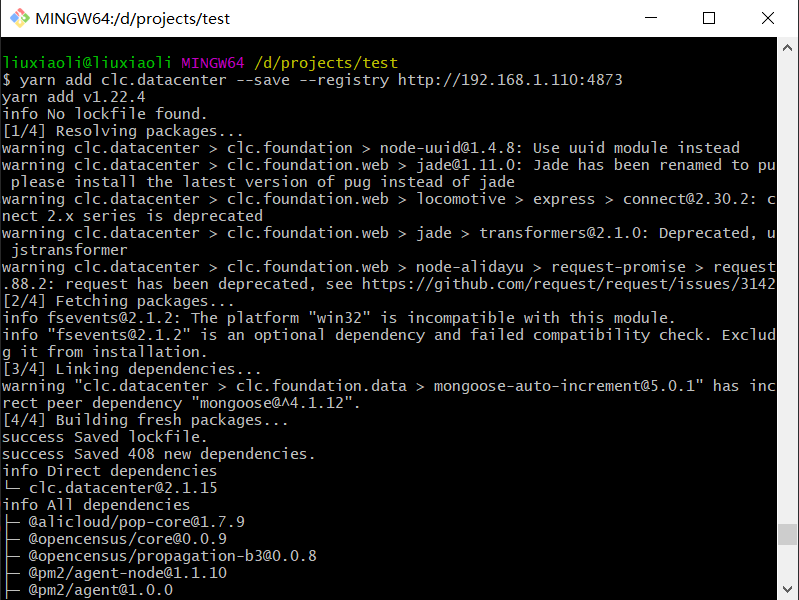 MINGW64:/d/projects/test
liuxiaoli@liuxiaoli MINGW64 /d/projects/test
$ yarn add clc.datacenter --save --registry http://192.168.1.110:4873
yarn add v1.22.4
info No lockfile found.
[1/4] Resolving packages...
warning clc.datacenter > clc.foundation > node-uuid@1.4.8: Use uuid module instead
warning clc.datacenter > clc.foundation.web > jade@1.11.0: Jade has been renamed to pu
 please install the latest version of pug instead of jade
warning clc.datacenter > clc.foundation.web > locomotive > express > connect@2.30.2: c
nect 2.x series is deprecated
warning clc.datacenter > clc.foundation.web > jade > transformers@2.1.0: Deprecated, u
 jstransformer
warning clc.datacenter > clc.foundation.web > node-alidayu > request-promise > request
.88.2: request has been deprecated, see https://github.com/request/request/issues/3142
[2/4] Fetching packages...
info fsevents@2.1.2: The platform "win32" is incompatible with this module.
info "fsevents@2.1.2" is an optional dependency and failed compatibility check. Exclud
g it from installation.
[3/4] Linking dependencies...
warning "clc.datacenter > clc.foundation.data > mongoose-auto-increment@5.0.1" has inc
rect peer dependency "mongoose@^4.1.12".
[4/4] Building fresh packages...
success Saved lockfile.
success Saved 408 new dependencies.
info Direct dependencies
└─ clc.datacenter@2.1.15
info All dependencies
├─ @alicloud/pop-core@1.7.9
├─ @opencensus/core@0.0.9
├─ @opencensus/propagation-b3@0.0.8
├─ @pm2/agent-node@1.1.10
├─ @pm2/agent@1.0.0